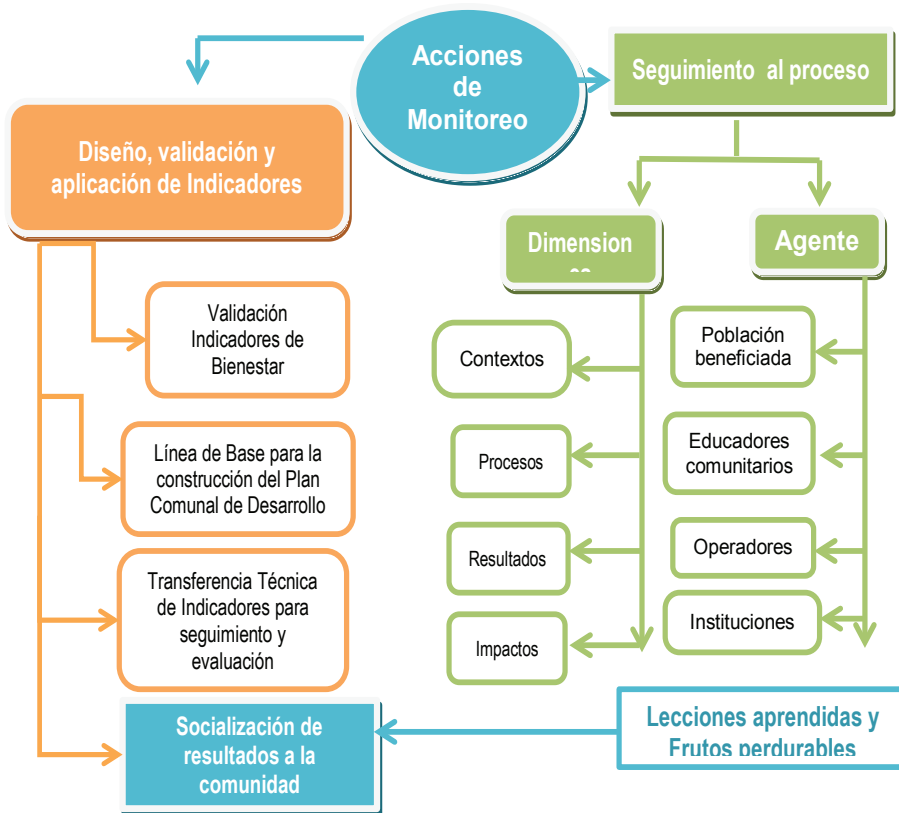 Acciones
de
Monitoreo
Seguimiento al proceso
Diseño, validación y
aplicación de Indicadores
Validación
Indicadores de
Bienestar
Línea de Base para la
construcción del Plan
Comunal de Desarrollo
Transferencia Técnica
de Indicadores para
seguimiento y
evaluación
Socialización de
resultados a la
comunidad
Dimension
Contextos
Procesos
Resultados
Impactos
Agente
Población
beneficiada
Educadores
comunitarios
Operadores
Instituciones
Lecciones aprendidas y
Frutos perdurables